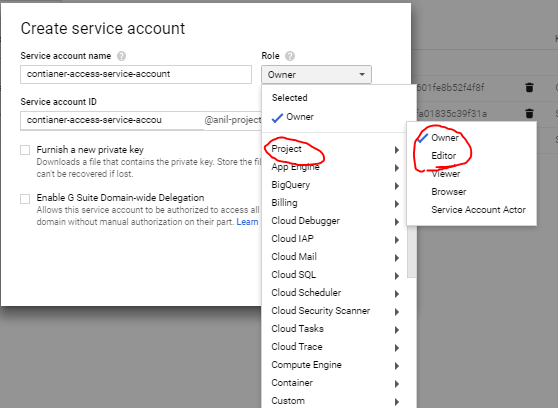 Create service account
Service account name
Role
contianer-access-service-account
Owner
Selected
Owner
Service account ID
contianer-access-service-accou
@anil-project
Furnish a new private key
Downloads a file that contains the private key. Store the fil
can't be recovered if lost.
Enable G Suite Domain-wide Delegation
Allows this service account to be authorized to access all
domain without manual authorization on their part. Learn
Project
App Engine
BigQuery
Billing
Cloud Debugger
Cloud IAP
Cloud Mail
Cloud SQL
Cloud Scheduler
Cloud Security Scanner
Cloud Tasks
Cloud Trace
Compute Engine
Container
Custom
Owner
Editor
Viewer
Browser
Service Account Actor
601fe8b52f4f8f
fa01835c39f31a